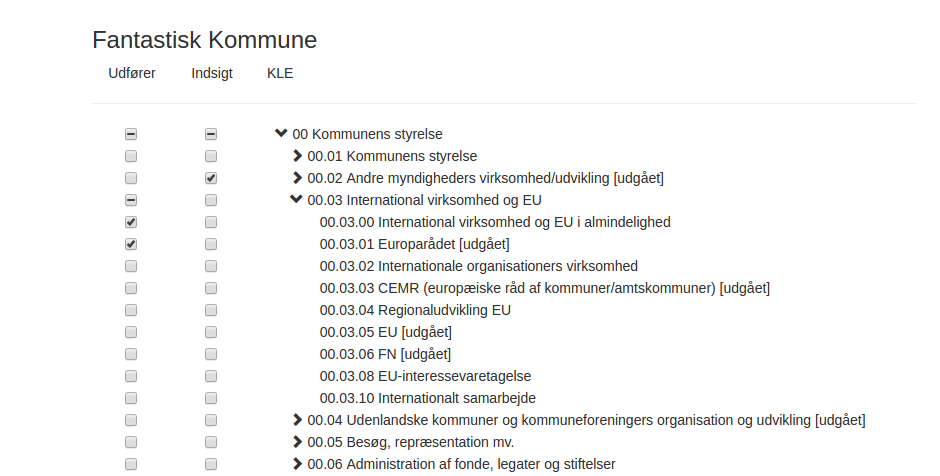 Fantastisk Kommune
Udfører Indsigt KLE
00 Kommunens styrelse
00.01 Kommunens styrelse
00.02 Andre myndigheders virksomhed/udvikling [udgået]
00.03 International virksomhed og EU
00.03.00 International virksomhed og EU i almindelighed
00.03.01 Europarådet [udgået]
00.03.02 Internationale organisationers virksomhed
00.03.03 CEMR (europæiske råd af kommuner/amtskommuner) [udgået]
00.03.04 Regionaludvikling EU
00.03.05 EU [udgået]
00.03.06 FN [udgået]
00.03.08 EU-interessevaretagelse
00.03.10 Internationalt samarbejde
00.04 Udenlandske kommuner og kommuneforeningers organisation og udvikling [udgået]
00.05 Besøg, repræsentation mv.
00.06 Administration af fonde, legater og stiftelser